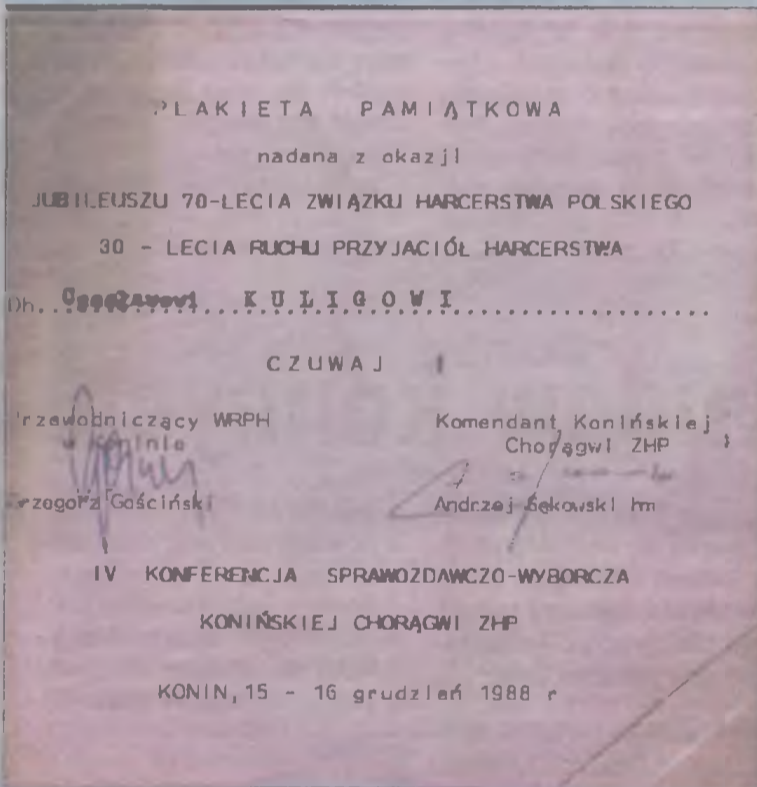 PLAKIETA PAMIĄTKOWA
nadana z okazji
JUBILEUSZU 70-LECIA ZWIĄZKU HARCERSTWA POLSKIEGO
30 - LECIA RUCHU PRZYJACIÓŁ HARCERSTWA
Dh. KULIGOWI
CZUWAJ !
rzewodniczący WRPH
w Koninie
Komendant Konińskiej
Chorągwi ZHP
rzegorz Gościński
Andrzej Sękowski hm
IV KONFERENCJA SPRAWOZDAWCZO-WYBORCZA
KONIŃSKIEJ CHORĄGWI ZHP
KONIN, 15 - 16 grudzień 1988 r